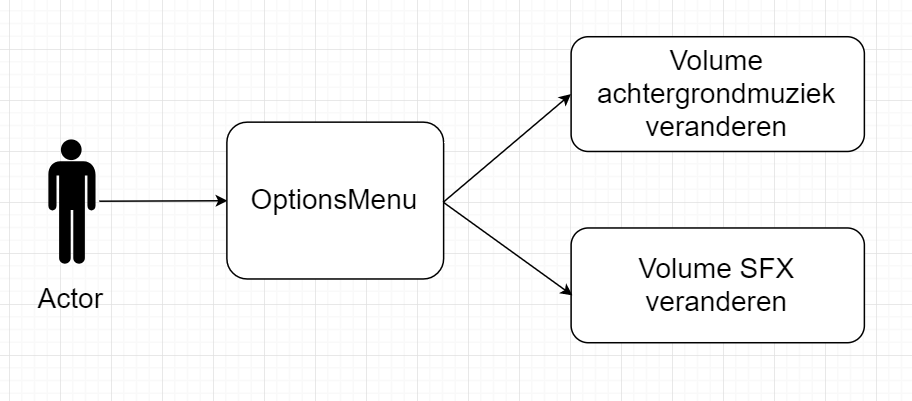 Actor
OptionsMenu
Volume
achtergrondmuziek
veranderen
Volume SFX
veranderen